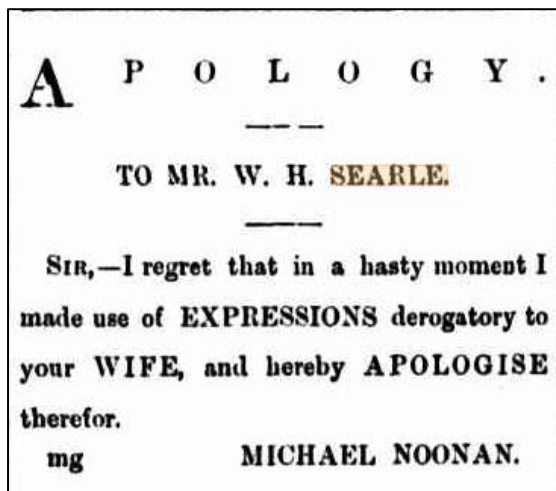 APOLOGY.
TO MR. W. H. SEARLE.
SIR,—I regret that in a hasty moment I
made use of EXPRESSIONS derogatory to
your WIFE, and hereby APOLOGISE
therefor.
mg MICHAEL NOONAN.